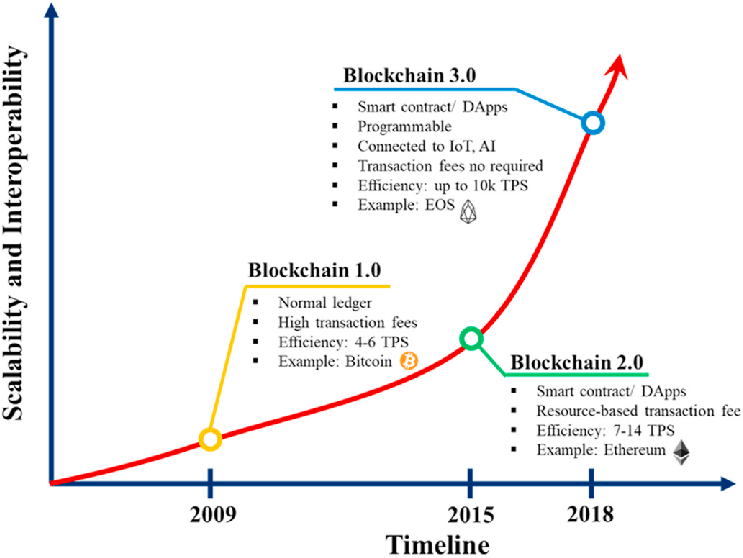 Scalability and Interoperability
Blockchain 3.0
▪ Smart contract/ DApps
▪ Programmable
▪ Connected to IoT, AI
▪ Transaction fees no required
▪ Efficiency: up to 10k TPS
▪ Example: EOS
Blockchain 1.0
▪ Normal ledger
▪ High transaction fees
▪ Efficiency: 4-6 TPS
▪ Example: Bitcoin
Blockchain 2.0
▪ Smart contract/ DApps
▪ Resource-based transaction fee
▪ Efficiency: 7-14 TPS
▪ Example: Ethereum
2009
2015
2018
Timeline